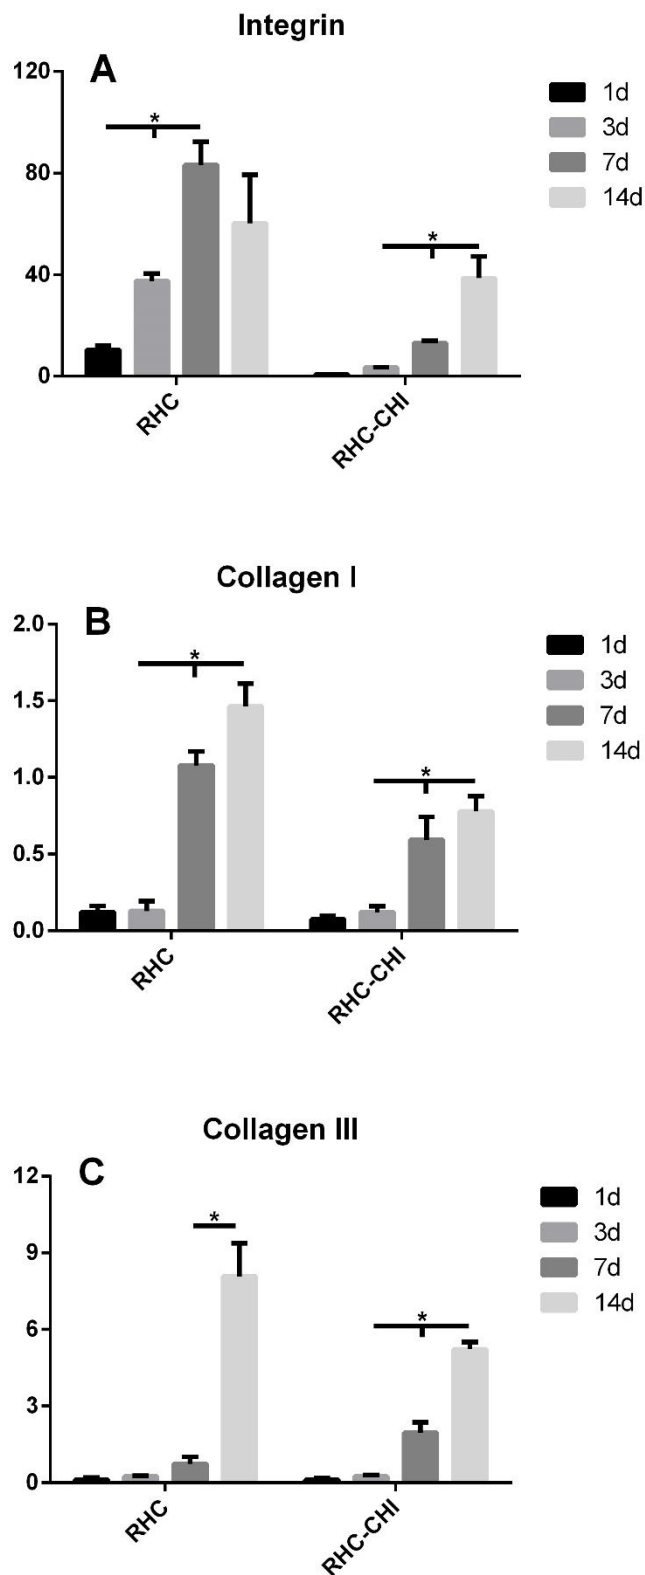 Integrin
A
120
80
40
0
*
*
1d
3d
7d
14d
RHC
RHC-CHI
Collagen I
B
2.0
1.5
1.0
0.5
0.0
*
*
1d
3d
7d
14d
RHC
RHC-CHI
Collagen III
C
12
9
6
3
0
*
*
1d
3d
7d
14d
RHC
RHC-CHI